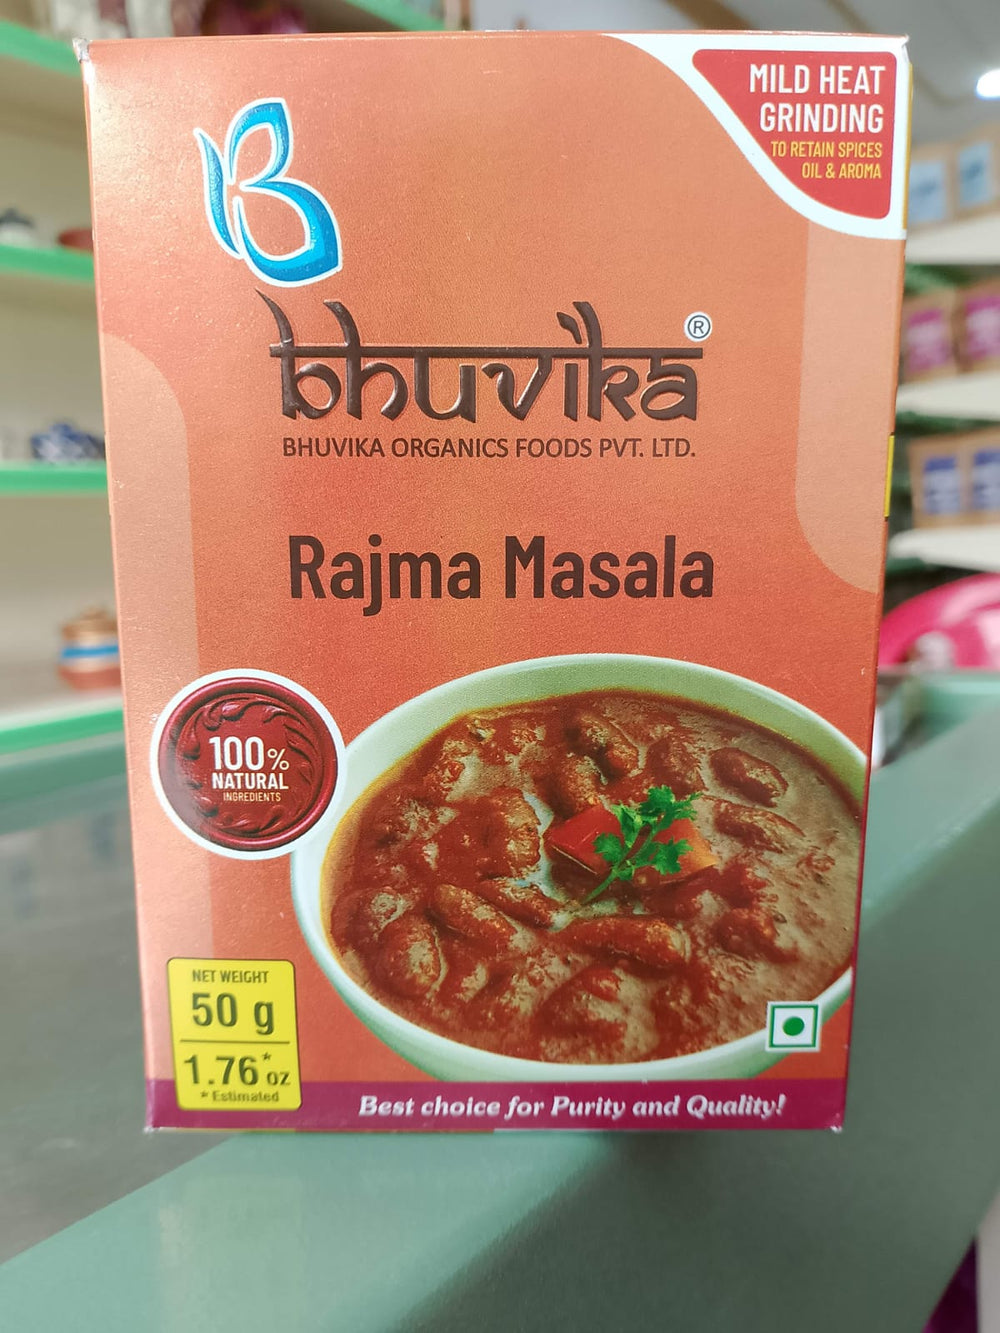 MILD HEAT
GRINDING
TO RETAIN SPICES
OIL & AROMA
B
bhuvika®
BHUVIKA ORGANICS FOODS PVT. LTD.
Rajma Masala
100%
NATURAL
INGREDIENTS
NET WEIGHT
50 g
1.76* oz
* Estimated
Best choice for Purity and Quality!